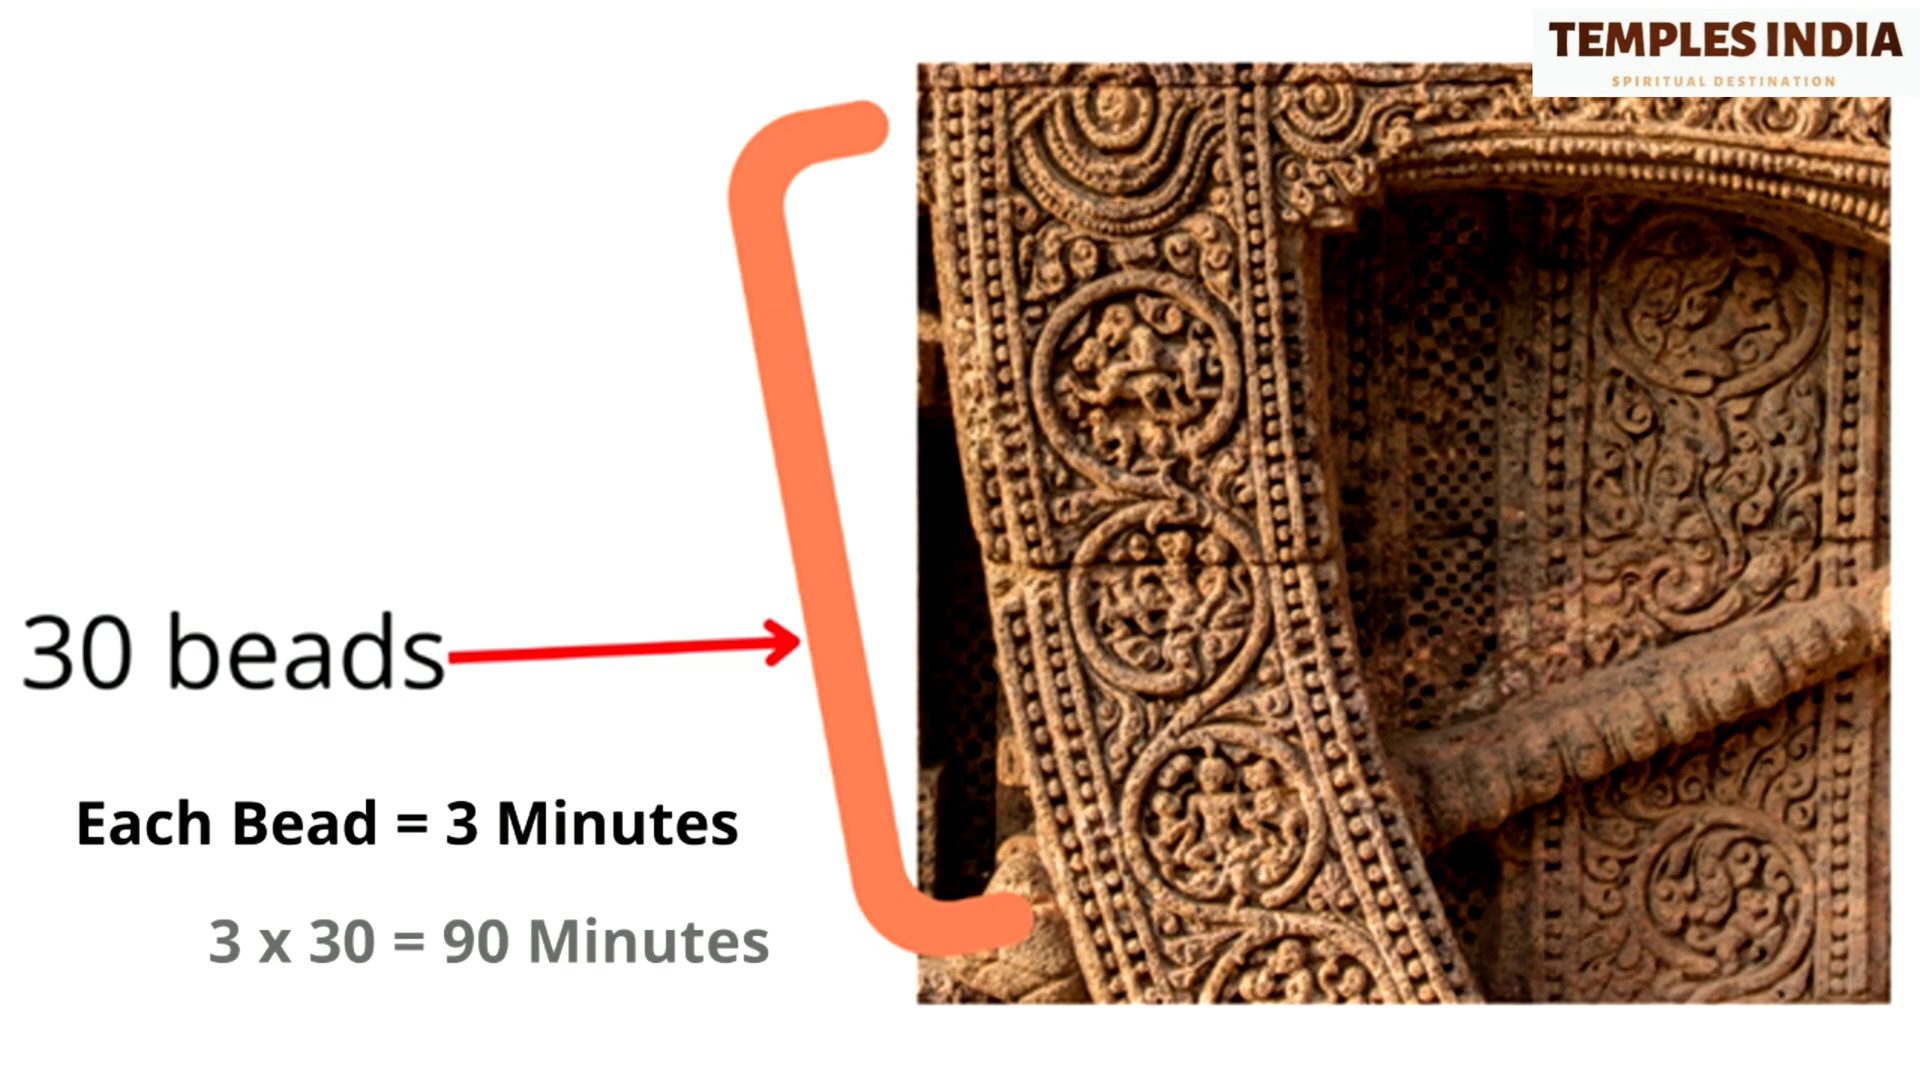 TEMPLES INDIA
SPIRITUAL DESTINATION
30 beads
Each Bead = 3 Minutes
3 x 30 = 90 Minutes